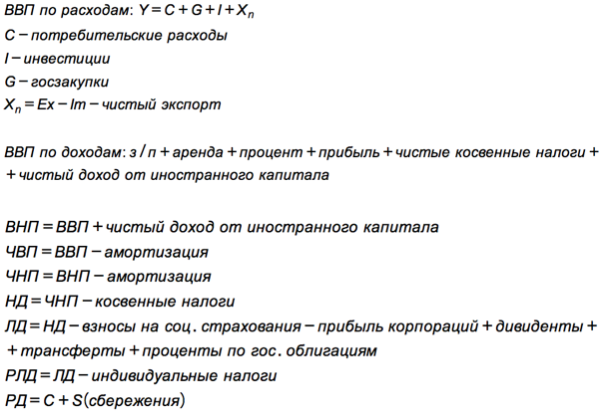 ВВП по расходам: Y = C + G + I + Xn
C – потребительские расходы
I – инвестиции
G – госзакупки
Xn = Ex – Im – чистый экспорт
ВВП по доходам: з / п + аренда + процент + прибыль + чистые косвенные налоги +
+ чистый доход от иностранного капитала
ВНП = ВВП + чистый доход от иностранного капитала
ЧВП = ВВП – амортизация
ЧНП = ВНП – амортизация
НД = ЧНП – косвенные налоги
ЛД = НД – взносы на соц. страхования – прибыль корпораций + дивиденты +
+ трансферты + проценты по гос. облигациям
РЛД = ЛД – индивидуальные налоги
РД = C + S(сбережения)